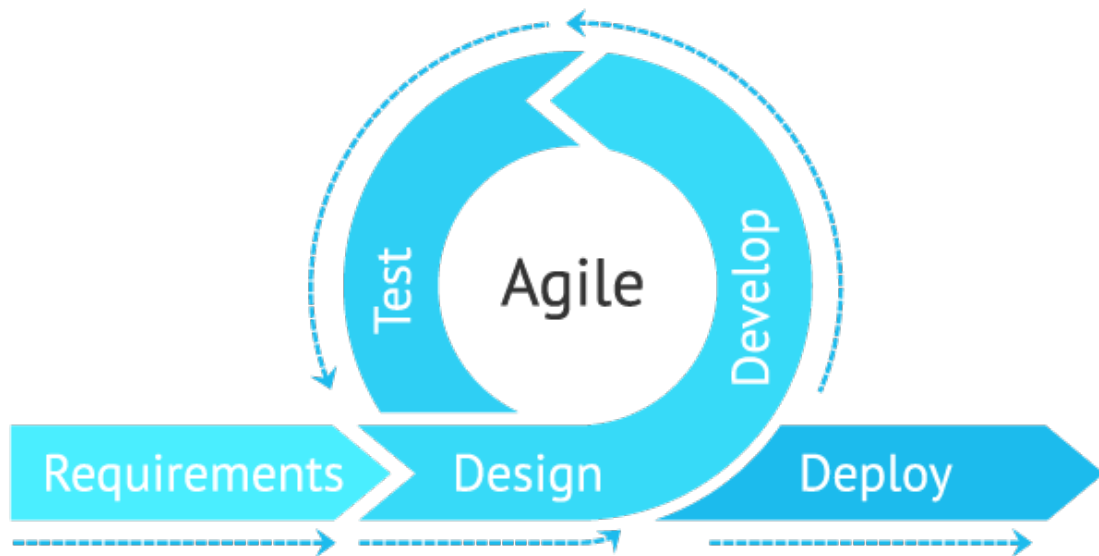 Agile
Test
Develop
Requirements
Design
Deploy